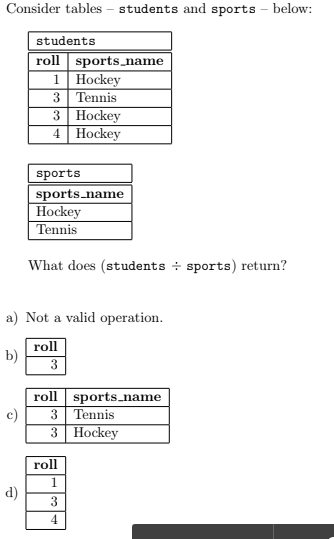 Consider tables – students and sports – below:
students
roll sports_name
1 Hockey
3 Tennis
3 Hockey
4 Hockey
sports
sports_name
Hockey
Tennis
What does (students ÷ sports) return?
a) Not a valid operation.
b) roll
3
c) roll sports_name
3 Tennis
3 Hockey
d) roll
1
3
4